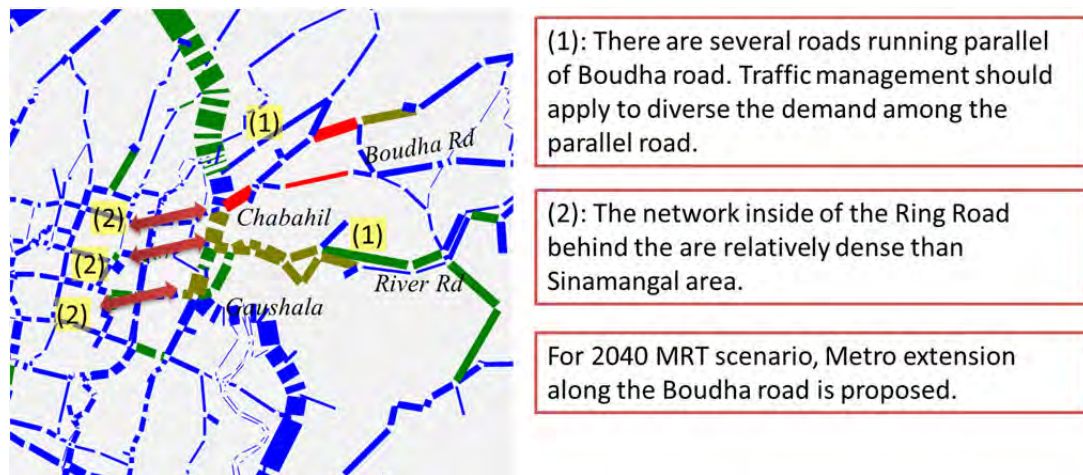 (1)
Boudha Rd
(2)
Chabahil
(1)
(2)
River Rd
(2)
Gaushala
(1): There are several roads running parallel
of Boudha road. Traffic management should
apply to diverse the demand among the
parallel road.
(2): The network inside of the Ring Road
behind the are relatively dense than
Sinamangal area.
For 2040 MRT scenario, Metro extension
along the Boudha road is proposed.